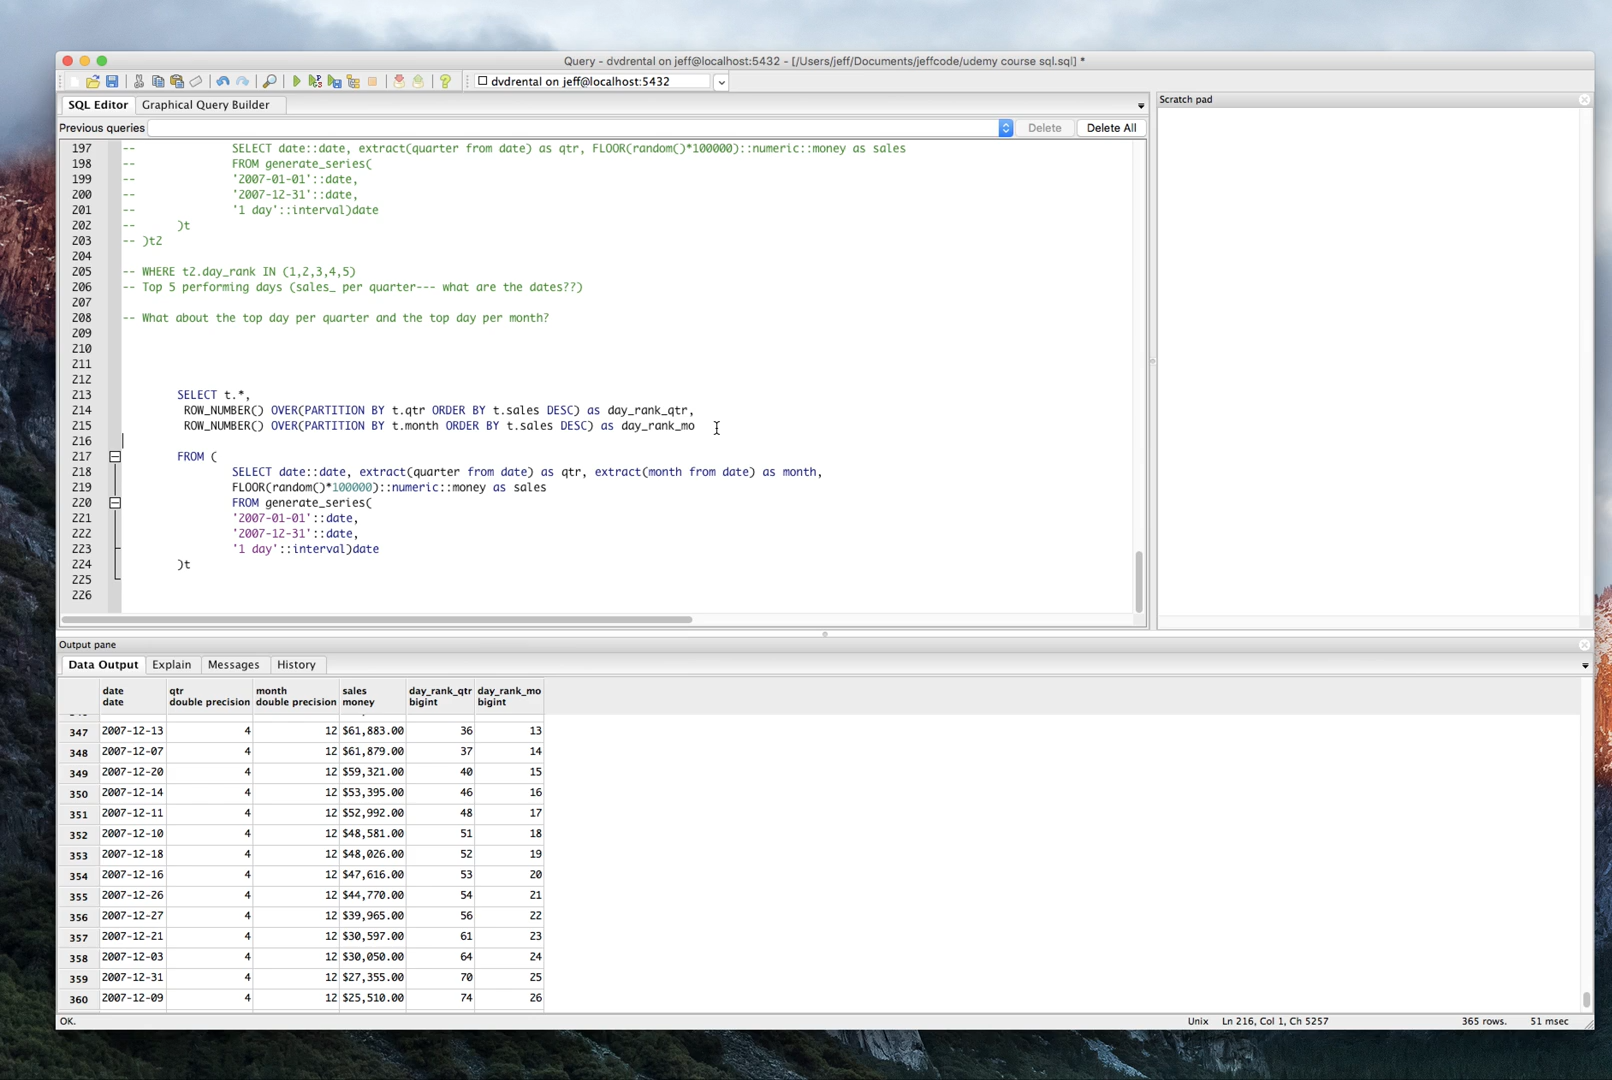 Query - dvdrental on jeff@localhost:5432 - [/Users/jeff/Documents/jeffcode/udemy course sql.sql] *
dvdrental on jeff@localhost:5432
SQL Editor Graphical Query Builder
Scratch pad
Previous queries Delete Delete All
197 -- SELECT date::date, extract(quarter from date) as qtr, FLOOR(random()*100000)::numeric::money as sales
198 -- FROM generate_series(
199 -- '2007-01-01'::date,
200 -- '2007-12-31'::date,
201 -- '1 day'::interval)date
202 -- )t
203 -- )t2
204
205 -- WHERE t2.day_rank IN (1,2,3,4,5)
206 -- Top 5 performing days (sales_ per quarter--- what are the dates??)
207
208 -- What about the top day per quarter and the top day per month?
209
210
211
212
213 SELECT t.*,
214 ROW_NUMBER() OVER(PARTITION BY t.qtr ORDER BY t.sales DESC) as day_rank_qtr,
215 ROW_NUMBER() OVER(PARTITION BY t.month ORDER BY t.sales DESC) as day_rank_mo
216
217 FROM (
218 SELECT date::date, extract(quarter from date) as qtr, extract(month from date) as month,
219 FLOOR(random()*100000)::numeric::money as sales
220 FROM generate_series(
221 '2007-01-01'::date,
222 '2007-12-31'::date,
223 '1 day'::interval)date
224 )t
225
226
Output pane
Data Output Explain Messages History
date qtr month sales day_rank_qtr day_rank_mo
date double precision double precision money bigint bigint
347 2007-12-13 4 12 $61,883.00 36 13
348 2007-12-07 4 12 $61,879.00 37 14
349 2007-12-20 4 12 $59,321.00 40 15
350 2007-12-14 4 12 $53,395.00 46 16
351 2007-12-11 4 12 $52,992.00 48 17
352 2007-12-10 4 12 $48,581.00 51 18
353 2007-12-18 4 12 $48,026.00 52 19
354 2007-12-16 4 12 $47,616.00 53 20
355 2007-12-26 4 12 $44,770.00 54 21
356 2007-12-27 4 12 $39,965.00 56 22
357 2007-12-21 4 12 $30,597.00 61 23
358 2007-12-03 4 12 $30,050.00 64 24
359 2007-12-31 4 12 $27,355.00 70 25
360 2007-12-09 4 12 $25,510.00 74 26
OK. Unix Ln 216, Col 1, Ch 5257 365 rows. 51 msec